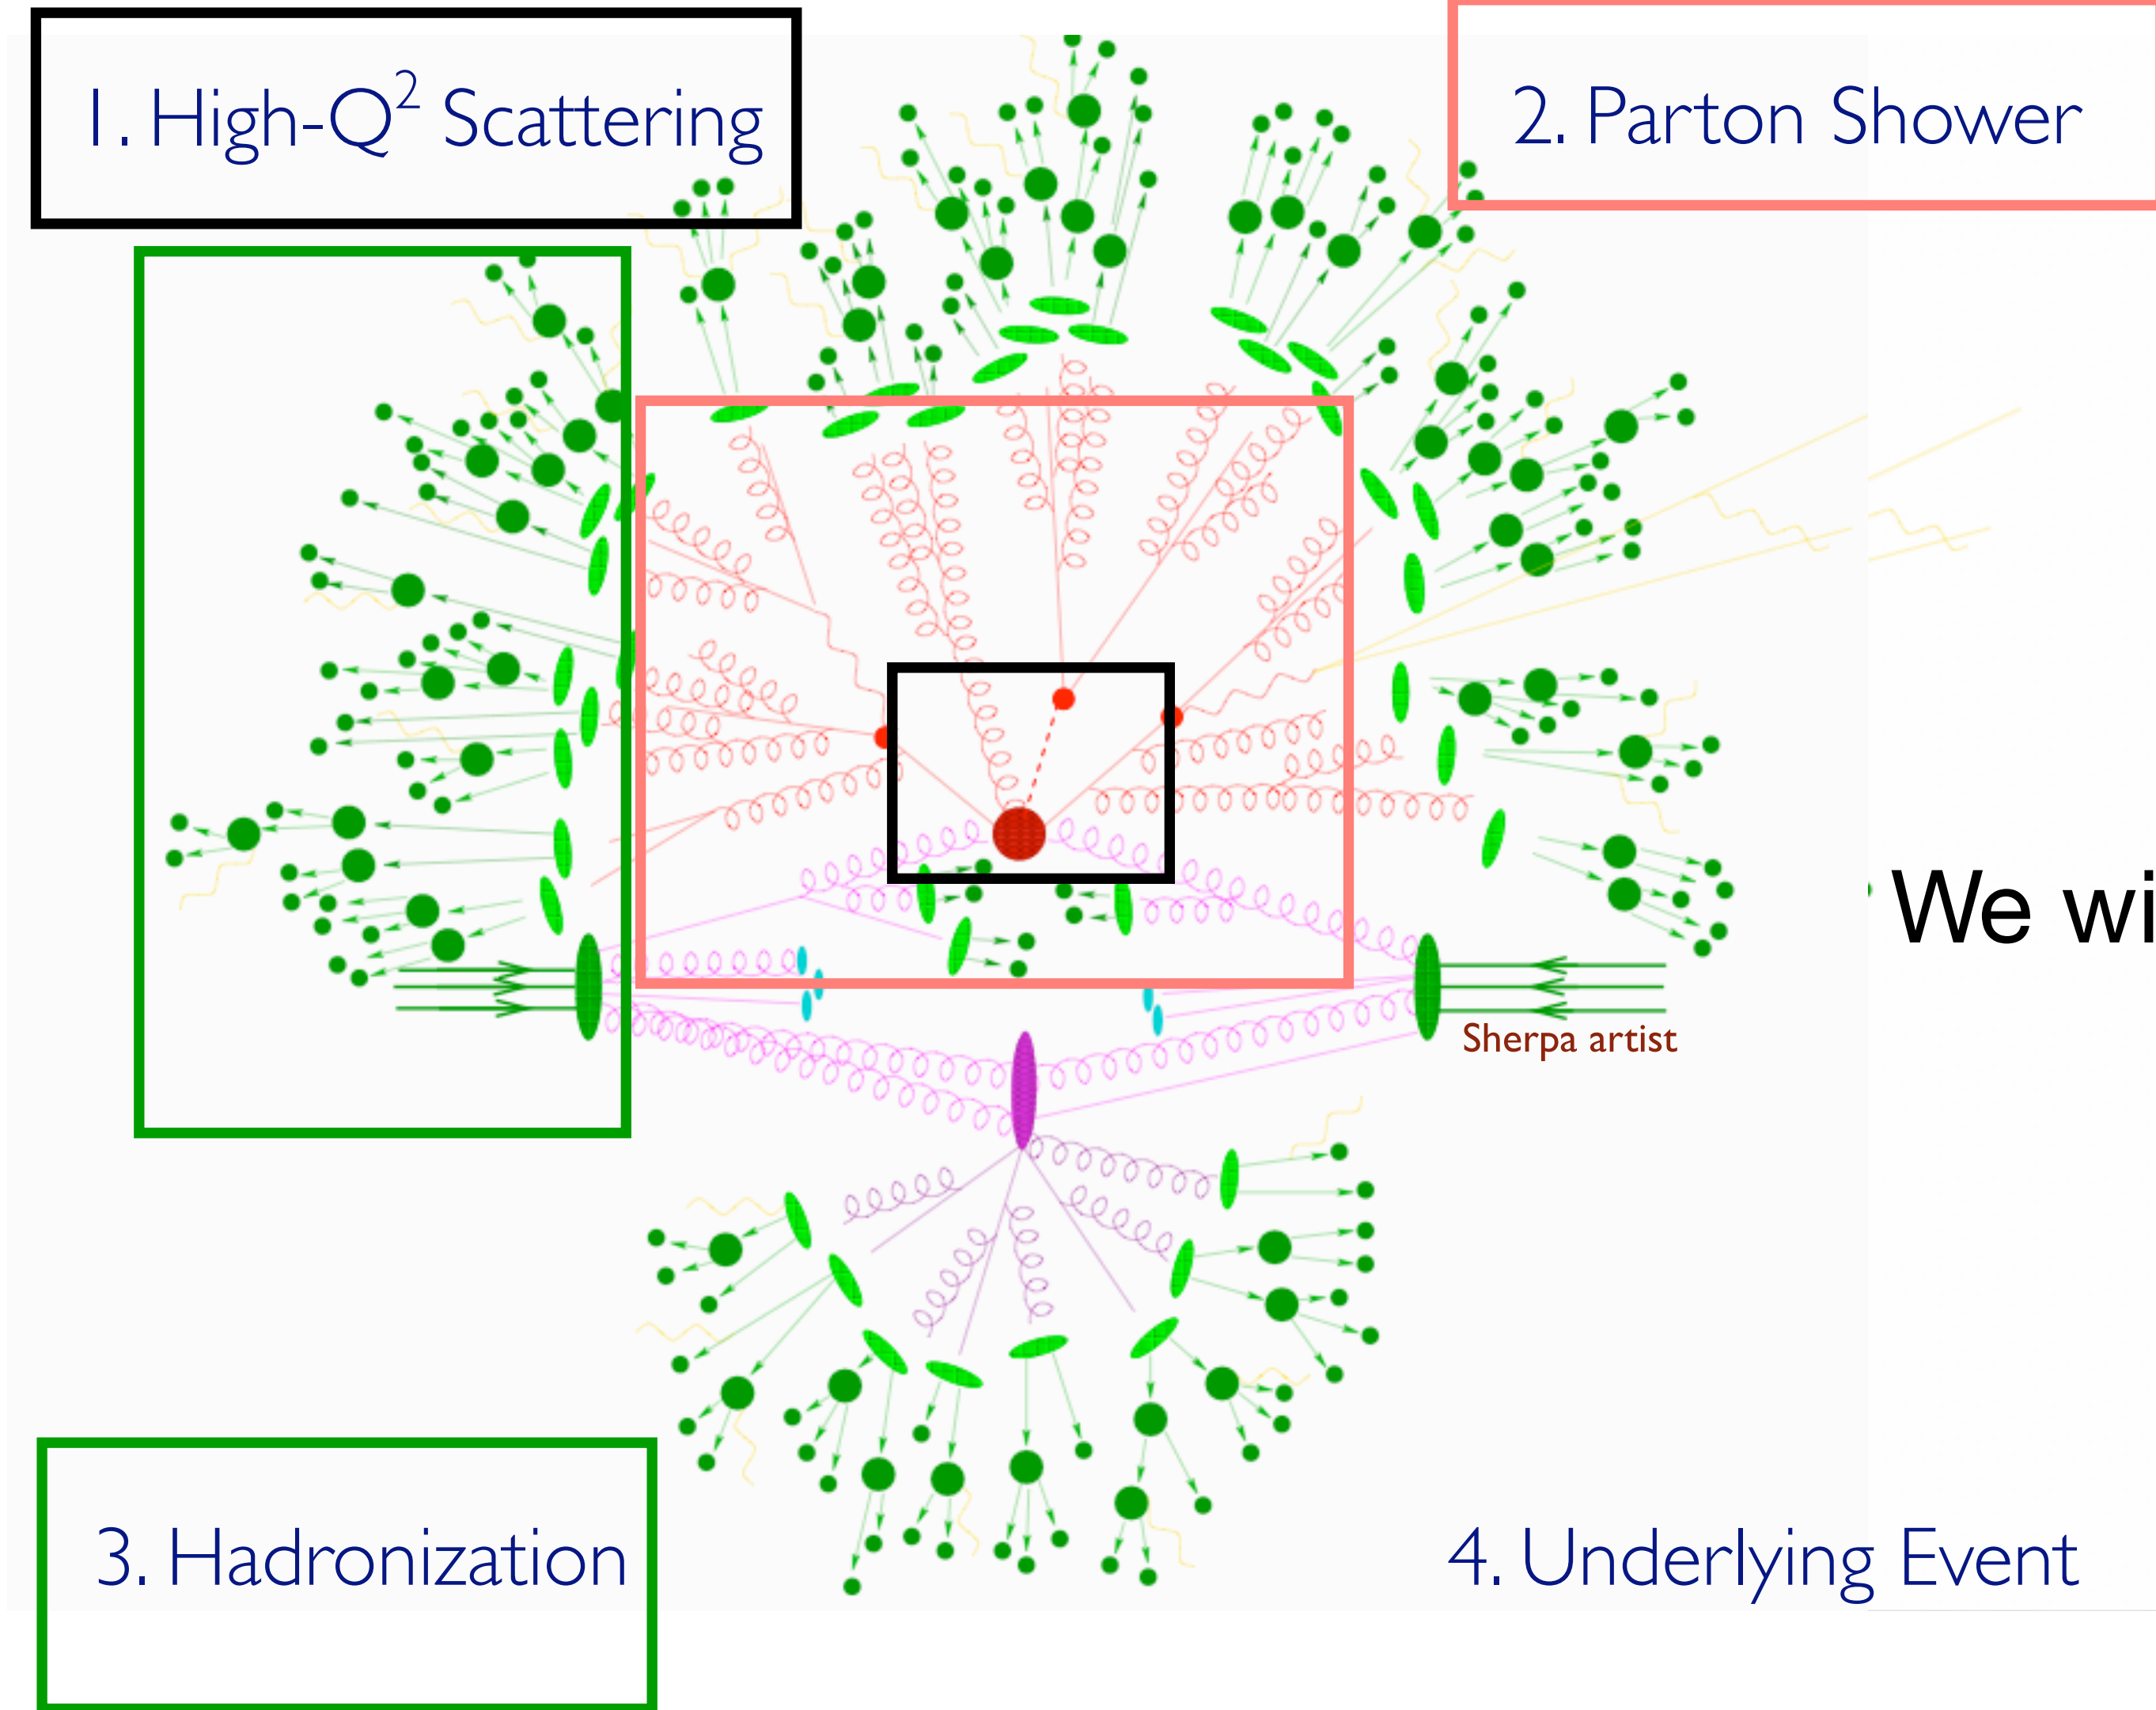 1. High-Q² Scattering
2. Parton Shower
We wi
Sherpa artist
3. Hadronization
4. Underlying Event